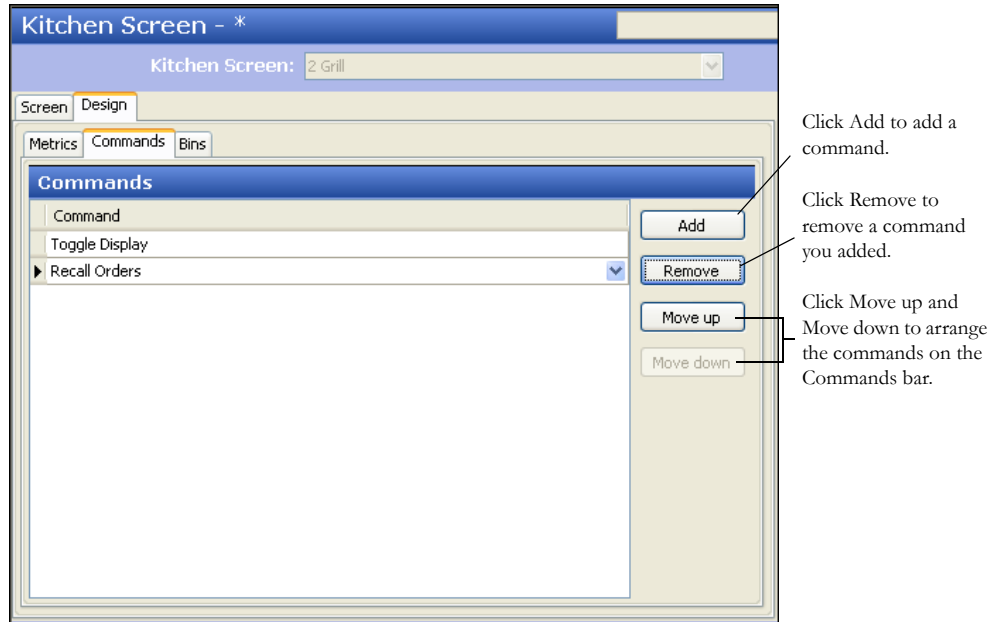 Kitchen Screen - *
Kitchen Screen: 2 Grill
Screen Design
Metrics Commands Bins
Commands
Command
Toggle Display
Recall Orders
Add
Remove
Move up
Move down
Click Add to add a
command.
Click Remove to
remove a command
you added.
Click Move up and
Move down to arrange
the commands on the
Commands bar.